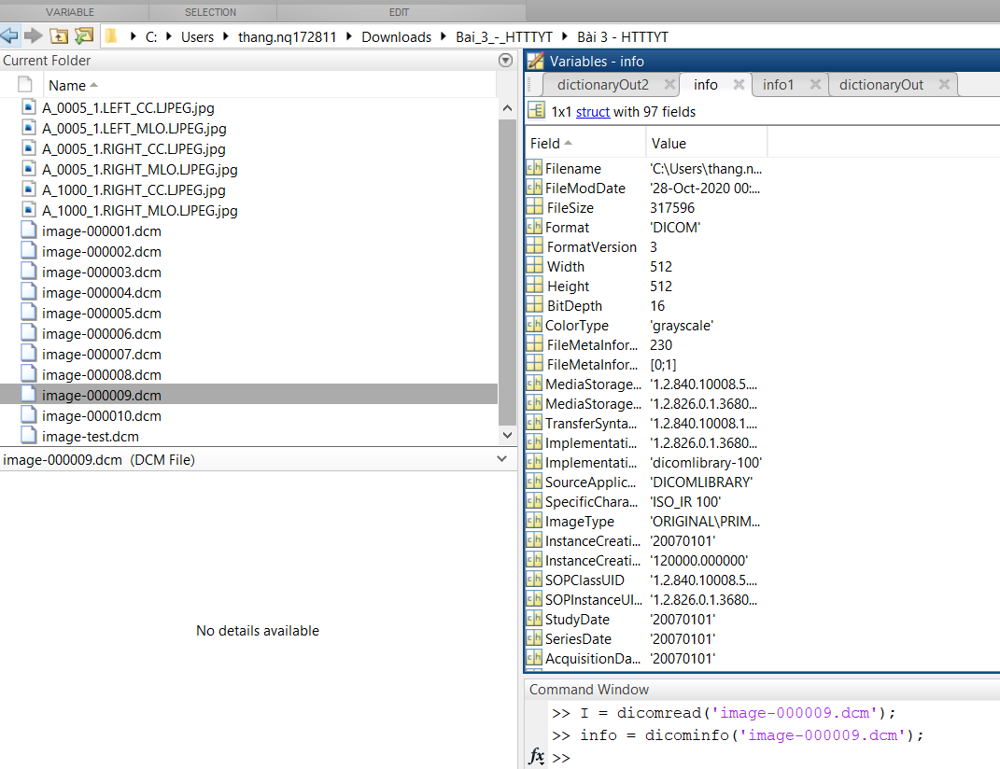 VARIABLE SELECTION EDIT
C: Users thang.nq172811 Downloads Bai_3_-_HTTTYT Bài 3 - HTTTYT
Current Folder
Name
A_0005_1.LEFT_CC.LJPEG.jpg
A_0005_1.LEFT_MLO.LJPEG.jpg
A_0005_1.RIGHT_CC.LJPEG.jpg
A_0005_1.RIGHT_MLO.LJPEG.jpg
A_1000_1.RIGHT_CC.LJPEG.jpg
A_1000_1.RIGHT_MLO.LJPEG.jpg
image-000001.dcm
image-000002.dcm
image-000003.dcm
image-000004.dcm
image-000005.dcm
image-000006.dcm
image-000007.dcm
image-000008.dcm
image-000009.dcm
image-000010.dcm
image-test.dcm
image-000009.dcm (DCM File)
No details available
Variables - info
dictionaryOut2 info info1 dictionaryOut
1x1 struct with 97 fields
Field Value
Filename 'C:\Users\thang.n...
FileModDate '28-Oct-2020 00:...
FileSize 317596
Format 'DICOM'
FormatVersion 3
Width 512
Height 512
BitDepth 16
ColorType 'grayscale'
FileMetaInfor... 230
FileMetaInfor... [0;1]
MediaStorage... '1.2.840.10008.5....
MediaStorage... '1.2.826.0.1.3680...
TransferSynta... '1.2.840.10008.1....
Implementati... '1.2.826.0.1.3680...
Implementati... 'dicomlibrary-100'
SourceApplic... 'DICOMLIBRARY'
SpecificChara... 'ISO_IR 100'
ImageType 'ORIGINAL\PRIM...
InstanceCreati... '20070101'
InstanceCreati... '120000.000000'
SOPClassUID '1.2.840.10008.5....
SOPInstanceUI... '1.2.826.0.1.3680...
StudyDate '20070101'
SeriesDate '20070101'
AcquisitionDa... '20070101'
Command Window
>> I = dicomread('image-000009.dcm');
>> info = dicominfo('image-000009.dcm');
fx >>